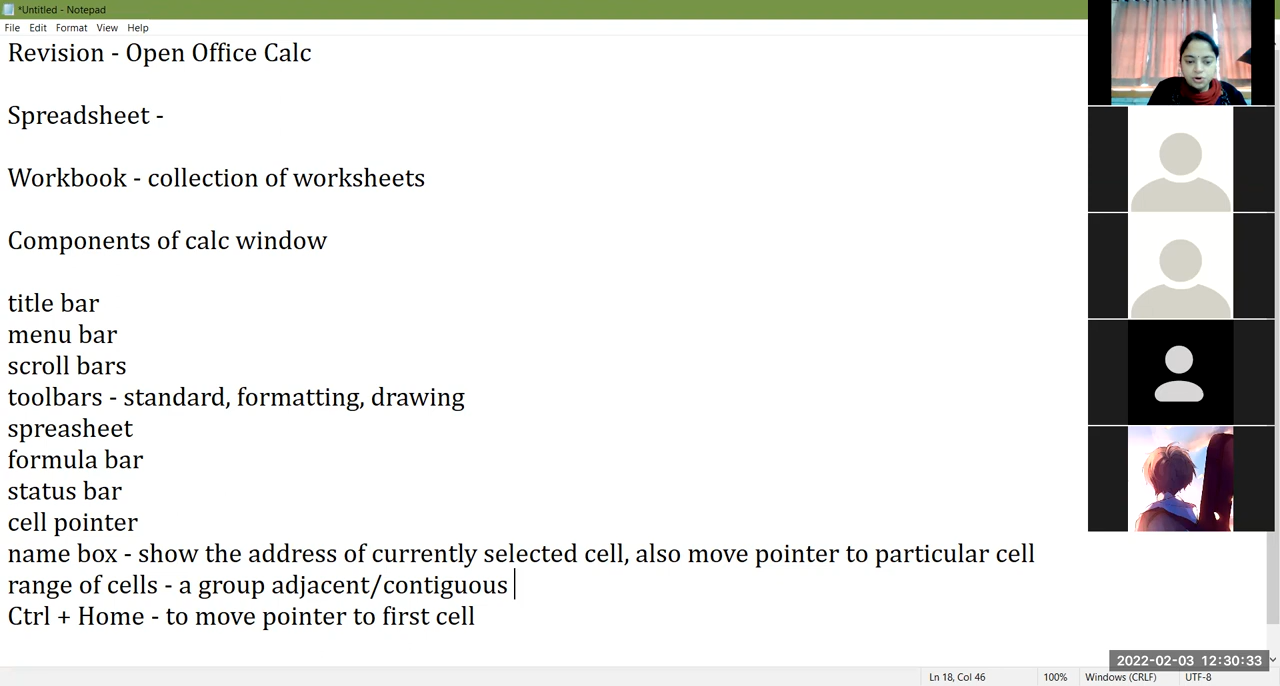 *Untitled - Notepad
File Edit Format View Help
Revision - Open Office Calc
Spreadsheet -
Workbook - collection of worksheets
Components of calc window
title bar
menu bar
scroll bars
toolbars - standard, formatting, drawing
spreasheet
formula bar
status bar
cell pointer
name box - show the address of currently selected cell, also move pointer to particular cell
range of cells - a group adjacent/contiguous
Ctrl + Home - to move pointer to first cell
2022-02-03 12:30:33
Ln 18, Col 46 100% Windows (CRLF) UTF-8